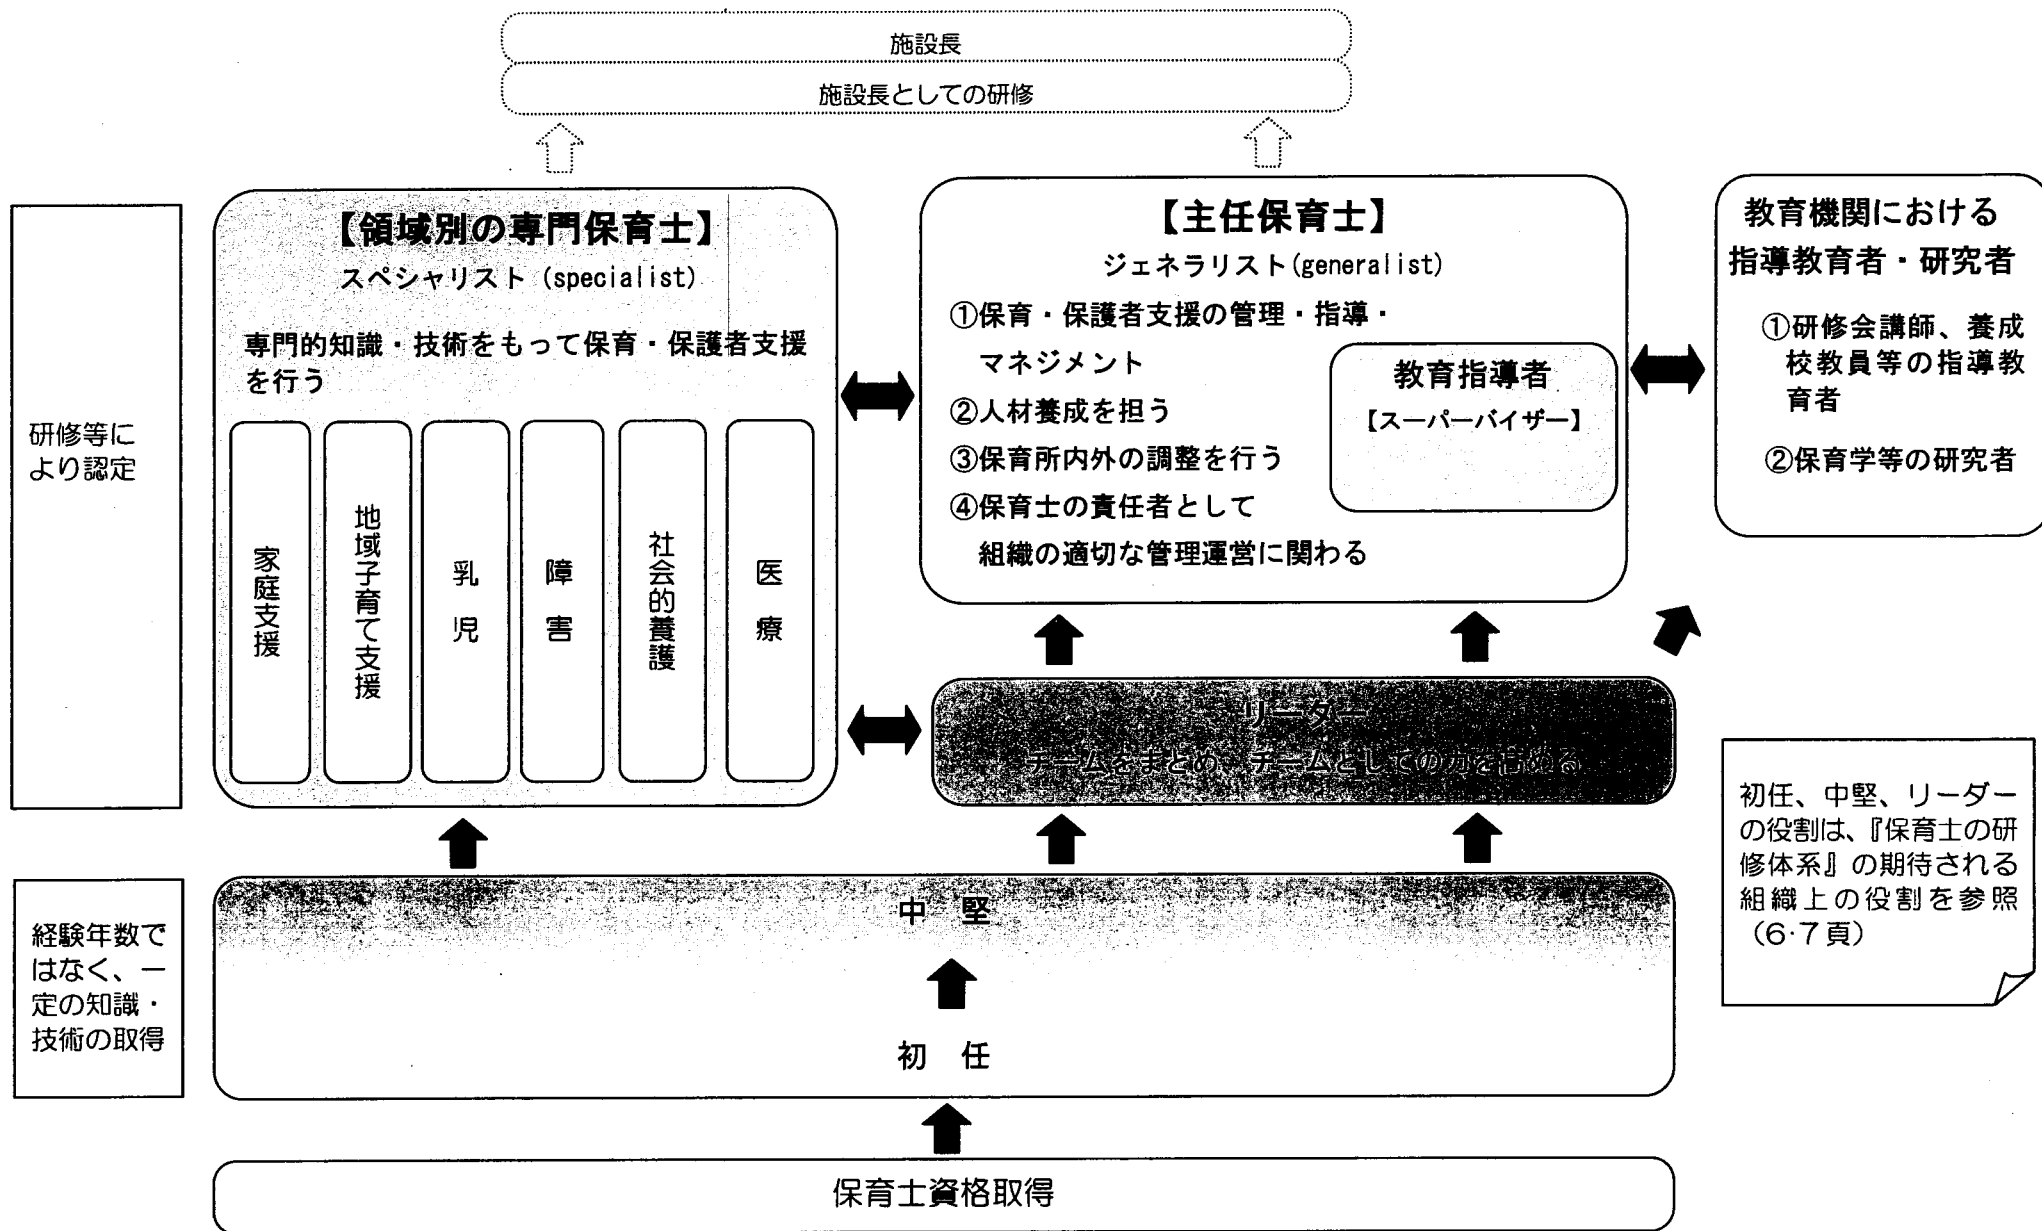 施設長
施設長としての研修
研修等に
より認定
【領域別の専門保育士】
スペシャリスト (specialist)
専門的知識・技術をもって保育・保護者支援
を行う
家庭支援
地域子育て支援
乳児
障害
社会的養護
医療
【主任保育士】
ジェネラリスト(generalist)
①保育・保護者支援の管理・指導・
マネジメント
②人材養成を担う
③保育所内外の調整を行う
④保育士の責任者として
組織の適切な管理運営に関わる
教育指導者
【スーパーバイザー】
教育機関における
指導教育者・研究者
①研修会講師、養成
校教員等の指導教
育者
②保育学等の研究者
リーダー
チームをまとめ、チームとしての力を高める
初任、中堅、リーダー
の役割は、『保育士の研
修体系』の期待される
組織上の役割を参照
（6・7頁）
経験年数で
はなく、一
定の知識・
技術の取得
中 堅
初 任
保育士資格取得